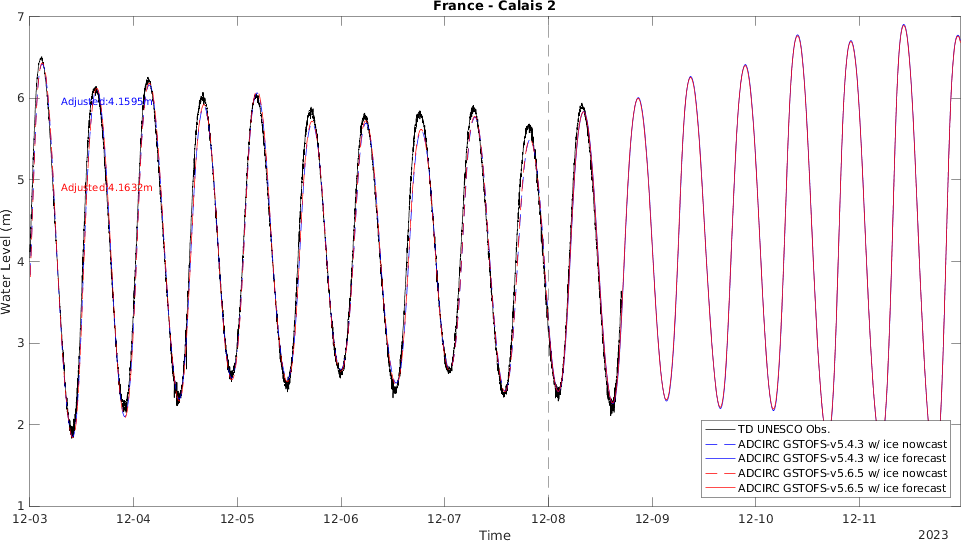 France - Calais 2
7
6
5
4
3
2
1
Water Level (m)
Adjusted:4.1595m
Adjusted:4.1632m
TD UNESCO Obs.
ADCIRC GSTOFS-v5.4.3 w/ ice nowcast
ADCIRC GSTOFS-v5.4.3 w/ ice forecast
ADCIRC GSTOFS-v5.6.5 w/ ice nowcast
ADCIRC GSTOFS-v5.6.5 w/ ice forecast
12-03 12-04 12-05 12-06 12-07 12-08 12-09 12-10 12-11
Time
2023